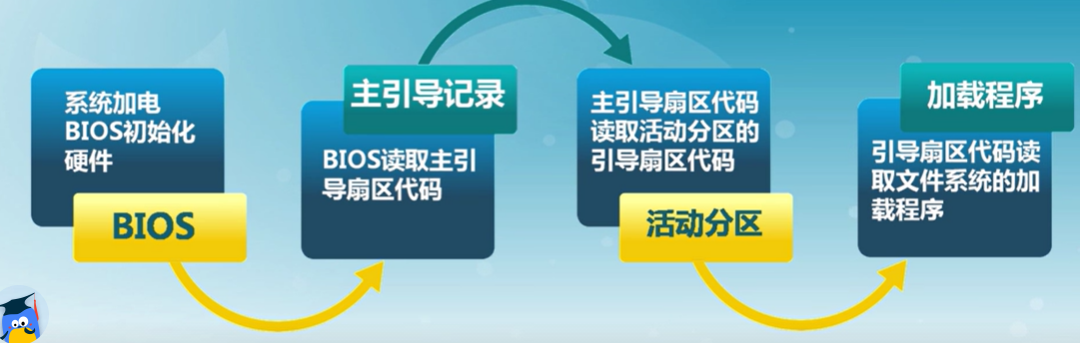 系统加电
BIOS初始化
硬件
BIOS
主引导记录
BIOS读取主引
导扇区代码
主引导扇区代码
读取活动分区的
引导扇区代码
活动分区
加载程序
引导扇区代码读
取文件系统的加
载程序